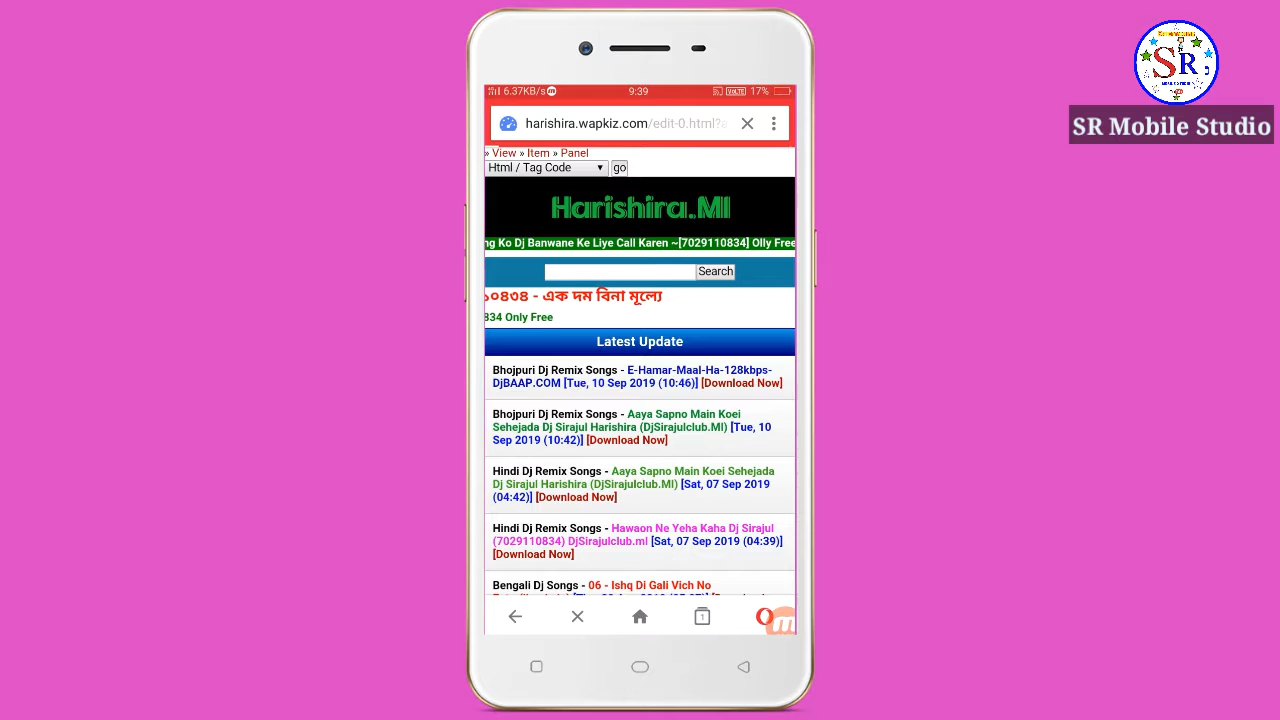 6.37KB/s
9:39
VoLTE 17%
harishira.wapkiz.com/edit-0.html?
» View » Item » Panel
Html / Tag Code ▼ go
Harishira.Ml
ng Ko Dj Banwane Ke Liye Call Karen ~[7029110834] Olly Free
Search
১০৪৩৪ - এক দম বিনা মূল্যে
834 Only Free
Latest Update
Bhojpuri Dj Remix Songs - E-Hamar-Maal-Ha-128kbps-
DjBAAP.COM [Tue, 10 Sep 2019 (10:46)] [Download Now]
Bhojpuri Dj Remix Songs - Aaya Sapno Main Koei
Sehejada Dj Sirajul Harishira (DjSirajulclub.Ml) [Tue, 10
Sep 2019 (10:42)] [Download Now]
Hindi Dj Remix Songs - Aaya Sapno Main Koei Sehejada
Dj Sirajul Harishira (DjSirajulclub.Ml) [Sat, 07 Sep 2019
(04:42)] [Download Now]
Hindi Dj Remix Songs - Hawaon Ne Yeha Kaha Dj Sirajul
(7029110834) DjSirajulclub.ml [Sat, 07 Sep 2019 (04:39)]
[Download Now]
Bengali Dj Songs - 06 - Ishq Di Gali Vich No
1
SR
SR Mobile Studio